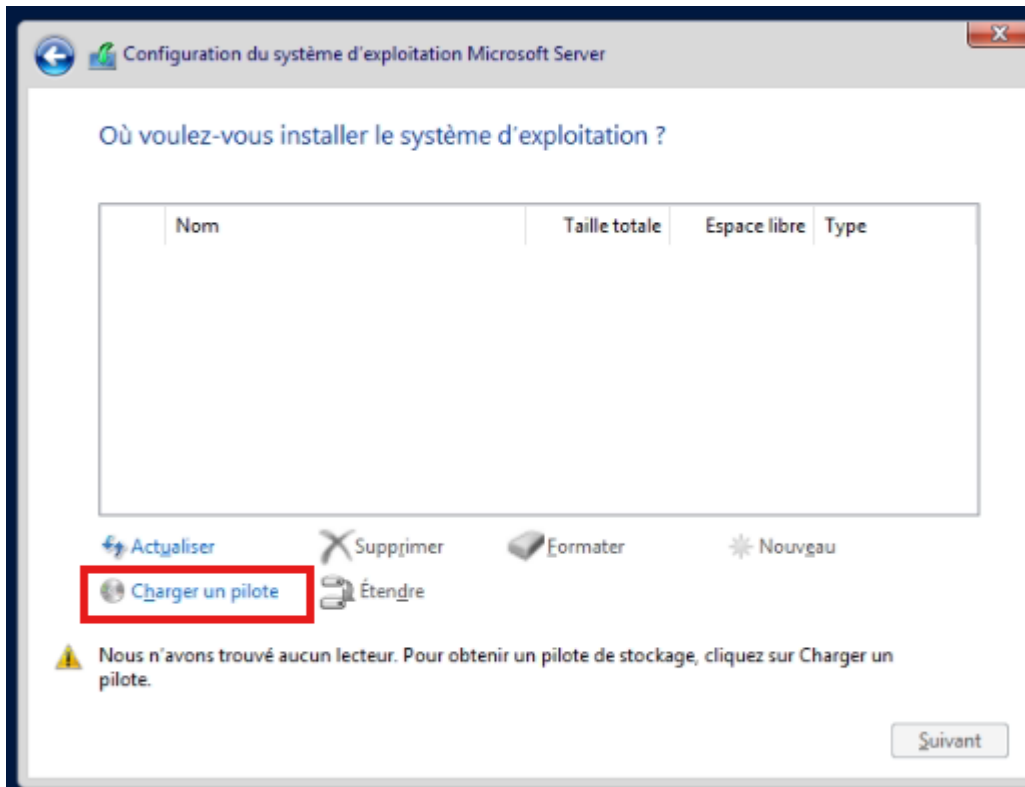 Configuration du système d'exploitation Microsoft Server
Où voulez-vous installer le système d'exploitation ?
Nom Taille totale Espace libre Type
Actualiser Supprimer Formater Nouveau
Charger un pilote Étendre
Nous n'avons trouvé aucun lecteur. Pour obtenir un pilote de stockage, cliquez sur Charger un
pilote.
Suivant